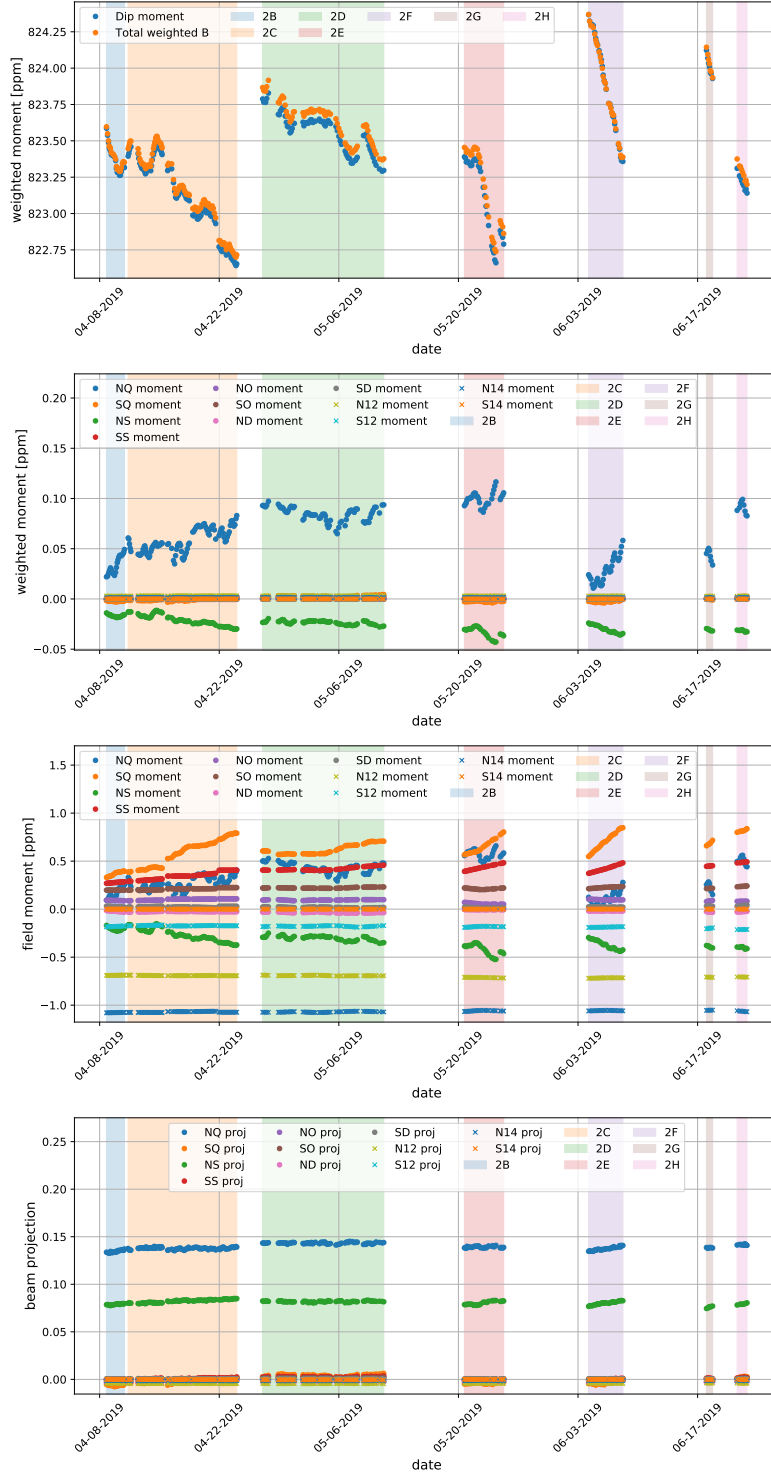 Dip moment 2B 2D 2F 2G 2H
Total weighted B 2C 2E
weighted moment [ppm]
824.25
824.00
823.75
823.50
823.25
823.00
822.75
04-08-2019 04-22-2019 05-06-2019 05-20-2019 06-03-2019 06-17-2019
date
NQ moment NO moment SD moment N14 moment 2C 2F
SQ moment SO moment N12 moment S14 moment 2D 2G
NS moment ND moment S12 moment 2B 2E 2H
SS moment
weighted moment [ppm]
0.20
0.15
0.10
0.05
0.00
−0.05
04-08-2019 04-22-2019 05-06-2019 05-20-2019 06-03-2019 06-17-2019
date
NQ moment NO moment SD moment N14 moment 2C 2F
SQ moment SO moment N12 moment S14 moment 2D 2G
NS moment ND moment S12 moment 2B 2E 2H
SS moment
field moment [ppm]
1.5
1.0
0.5
0.0
−0.5
−1.0
04-08-2019 04-22-2019 05-06-2019 05-20-2019 06-03-2019 06-17-2019
date
NQ proj NO proj SD proj N14 proj 2C 2F
SQ proj SO proj N12 proj S14 proj 2D 2G
NS proj ND proj S12 proj 2B 2E 2H
SS proj
beam projection
0.25
0.20
0.15
0.10
0.05
0.00
04-08-2019 04-22-2019 05-06-2019 05-20-2019 06-03-2019 06-17-2019
date